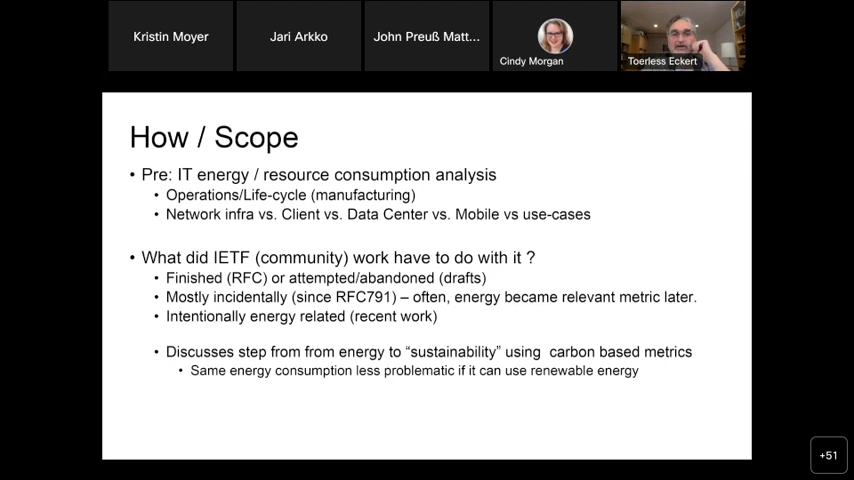 Kristin Moyer
Jari Arkko
John Preuß Matt...
Cindy Morgan
Toerless Eckert
How / Scope
• Pre: IT energy / resource consumption analysis
• Operations/Life-cycle (manufacturing)
• Network infra vs. Client vs. Data Center vs. Mobile vs use-cases
• What did IETF (community) work have to do with it ?
• Finished (RFC) or attempted/abandoned (drafts)
• Mostly incidentally (since RFC791) – often, energy became relevant metric later.
• Intentionally energy related (recent work)
• Discusses step from from energy to “sustainability” using  carbon based metrics
• Same energy consumption less problematic if it can use renewable energy
+51